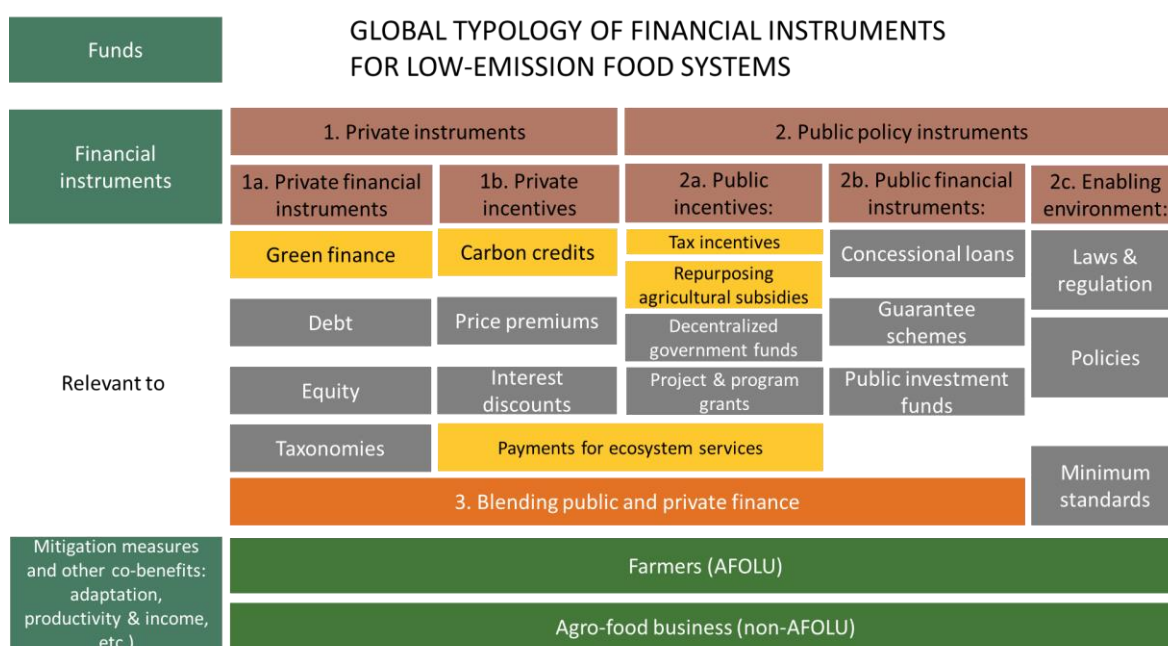 Funds
GLOBAL TYPOLOGY OF FINANCIAL INSTRUMENTS
FOR LOW-EMISSION FOOD SYSTEMS
Financial
instruments
1. Private instruments
2. Public policy instruments
1a. Private financial
instruments
1b. Private
incentives
2a. Public
incentives:
2b. Public financial
instruments:
2c. Enabling
environment:
Relevant to
Green finance
Debt
Equity
Taxonomies
Carbon credits
Price premiums
Interest
discounts
Tax incentives
Repurposing
agricultural subsidies
Decentralized
government funds
Project & program
grants
Payments for ecosystem services
Concessional loans
Guarantee
schemes
Public investment
funds
Laws &
regulation
Policies
Minimum
standards
3. Blending public and private finance
Mitigation measures
and other co-benefits:
adaptation,
productivity & income,
etc.)
Farmers (AFOLU)
Agro-food business (non-AFOLU)